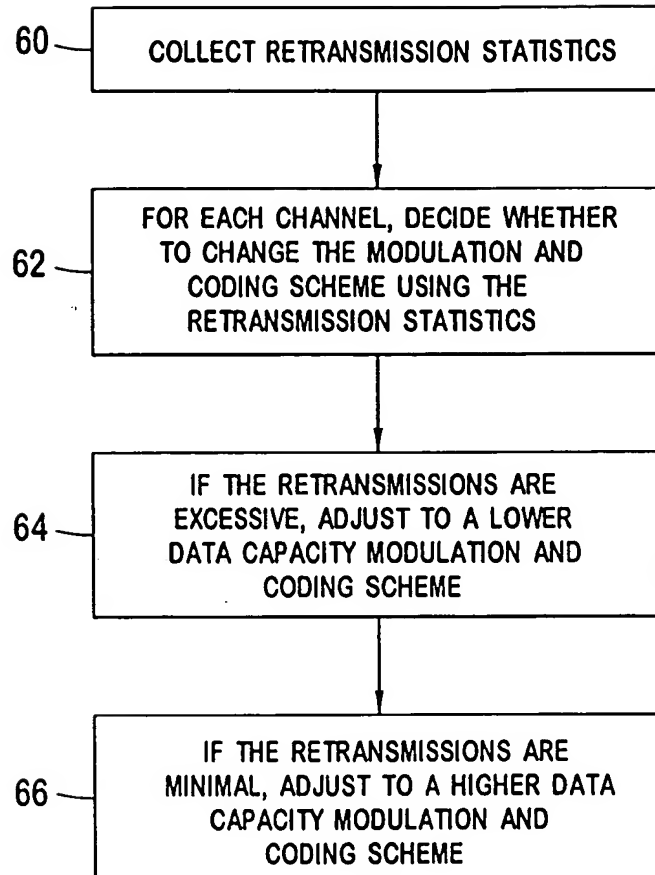 60
COLLECT RETRANSMISSION STATISTICS
62
FOR EACH CHANNEL, DECIDE WHETHER
TO CHANGE THE MODULATION AND
CODING SCHEME USING THE
RETRANSMISSION STATISTICS
64
IF THE RETRANSMISSIONS ARE
EXCESSIVE, ADJUST TO A LOWER
DATA CAPACITY MODULATION AND
CODING SCHEME
66
IF THE RETRANSMISSIONS ARE
MINIMAL, ADJUST TO A HIGHER DATA
CAPACITY MODULATION AND
CODING SCHEME